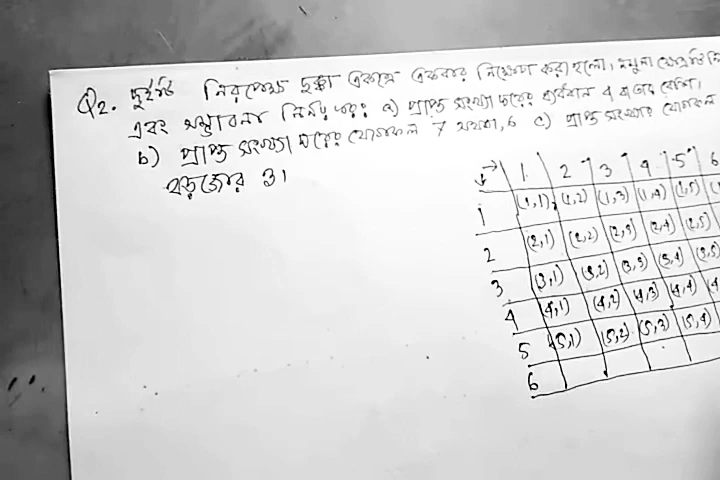 Q2. দুইটি নিরপেক্ষ ছক্কা একত্রে একবার নিক্ষেপ করা হলো, নমুনা
এবং সম্ভাবনা নির্ণয় কর: a) প্রাপ্ত সংখ্যা দ্বয়ের ব্যবধান 4 বা তার বেশি।
b) প্রাপ্ত সংখ্যা দ্বয়ের যোগফল 7 অথবা, 6 c) প্রাপ্ত সংখ্যার যোগফল
বড়জোর 3।
1 2 3 4 5 6
1 (1,1) (1,2) (1,3) (1,4) (1,5)
2 (2,1) (2,2) (2,3) (2,4) (2,5)
3 (3,1) (3,2) (3,3) (3,4) (3,5)
4 (4,1) (4,2) (4,3) (4,4)
5 (5,1) (5,2) (5,3) (5,4)
6